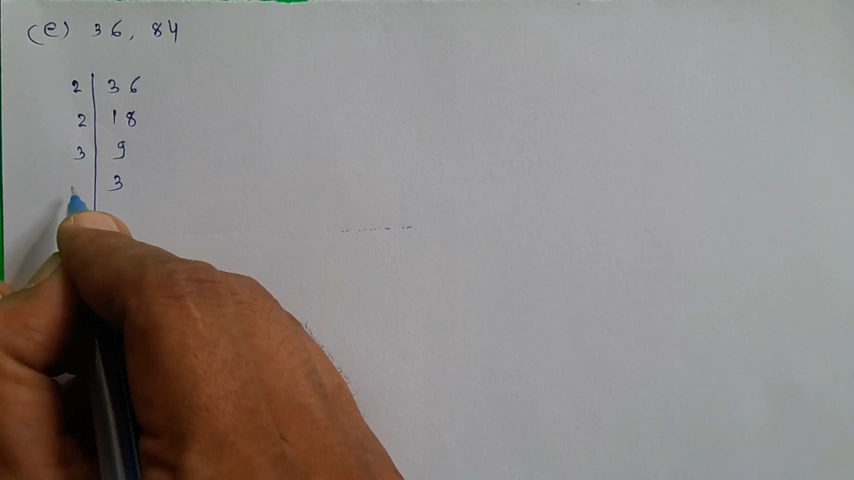 (e) 36, 84
2 | 36
2 | 18
3 | 9
| 3